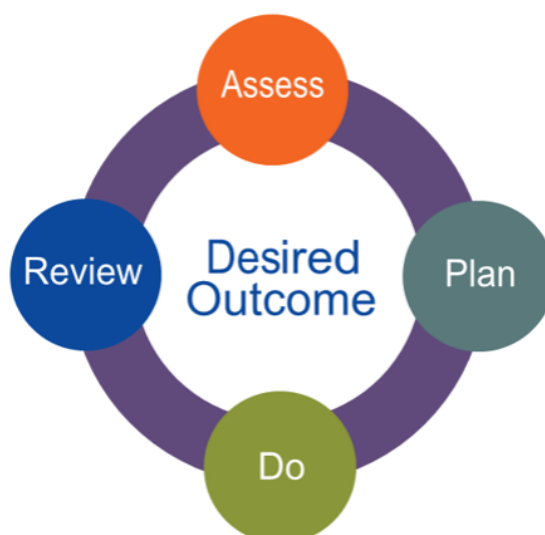 Assess
Plan
Do
Review
Desired
Outcome